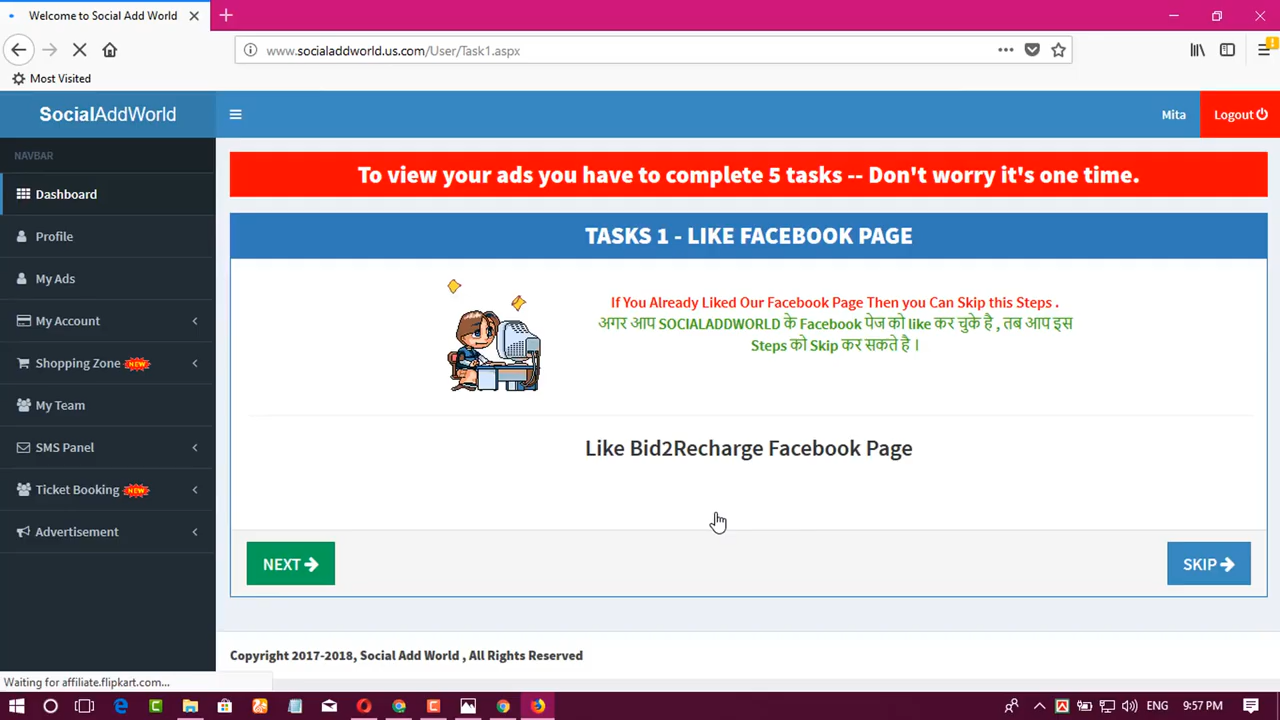 Welcome to Social Add World
www.socialaddworld.us.com/User/Task1.aspx
Most Visited
SocialAddWorld
Mita
Logout
NAVBAR
Dashboard
Profile
My Ads
My Account
Shopping Zone NEW
My Team
SMS Panel
Ticket Booking NEW
Advertisement
To view your ads you have to complete 5 tasks -- Don't worry it's one time.
TASKS 1 - LIKE FACEBOOK PAGE
If You Already Liked Our Facebook Page Then you Can Skip this Steps .
अगर आप SOCIALADDWORLD के Facebook पेज को like कर चुके है , तब आप इस
Steps को Skip कर सकते है ।
Like Bid2Recharge Facebook Page
NEXT
SKIP
Copyright 2017-2018, Social Add World , All Rights Reserved
Waiting for affiliate.flipkart.com...
ENG
9:57 PM